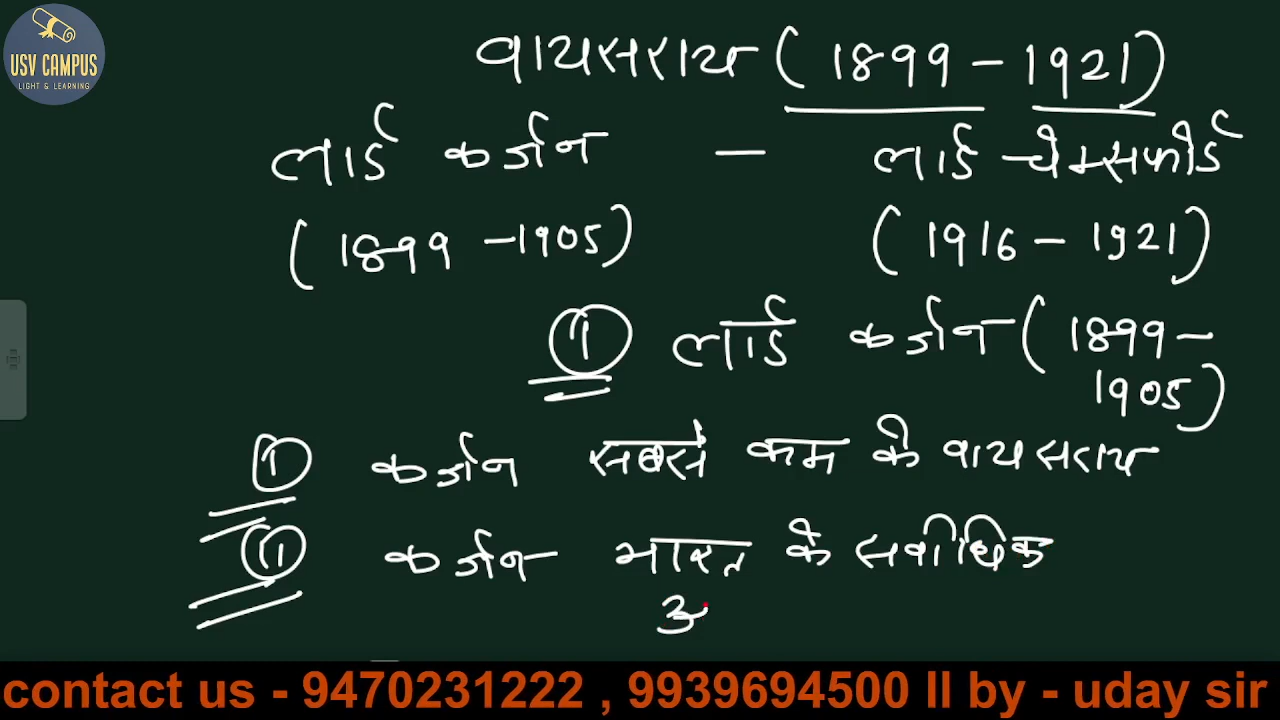 USV CAMPUS
LIGHT & LEARNING
वायसराय (1899 - 1921)
लार्ड कर्जन - लार्ड चेम्सफोर्ड
(1899 - 1905) (1916 - 1921)
① लार्ड कर्जन (1899 -
1905)
① कर्जन सबसे कम के वायसराय
⑪ कर्जन भारत के सर्वाधिक
contact us - 9470231222 , 9939694500 ll by - uday sir